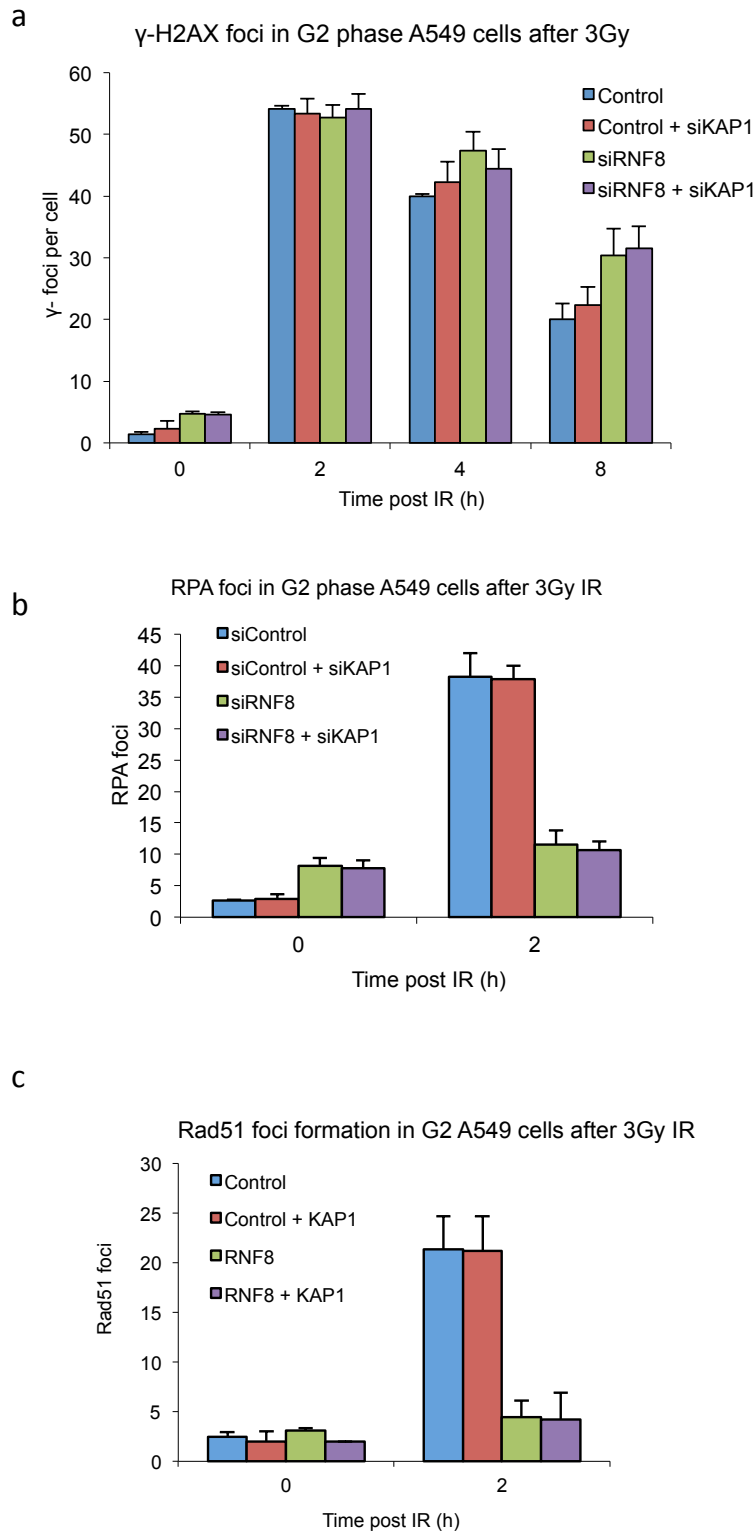 a
γ-H2AX foci in G2 phase A549 cells after 3Gy
60
50
40
30
20
10
0
γ- foci per cell
Control
Control + siKAP1
siRNF8
siRNF8 + siKAP1
0 2 4 8
Time post IR (h)
b
RPA foci in G2 phase A549 cells after 3Gy IR
45
40
35
30
25
20
15
10
5
0
RPA foci
siControl
siControl + siKAP1
siRNF8
siRNF8 + siKAP1
0 2
Time post IR (h)
c
Rad51 foci formation in G2 A549 cells after 3Gy IR
30
25
20
15
10
5
0
Rad51 foci
Control
Control + KAP1
RNF8
RNF8 + KAP1
0 2
Time post IR (h)